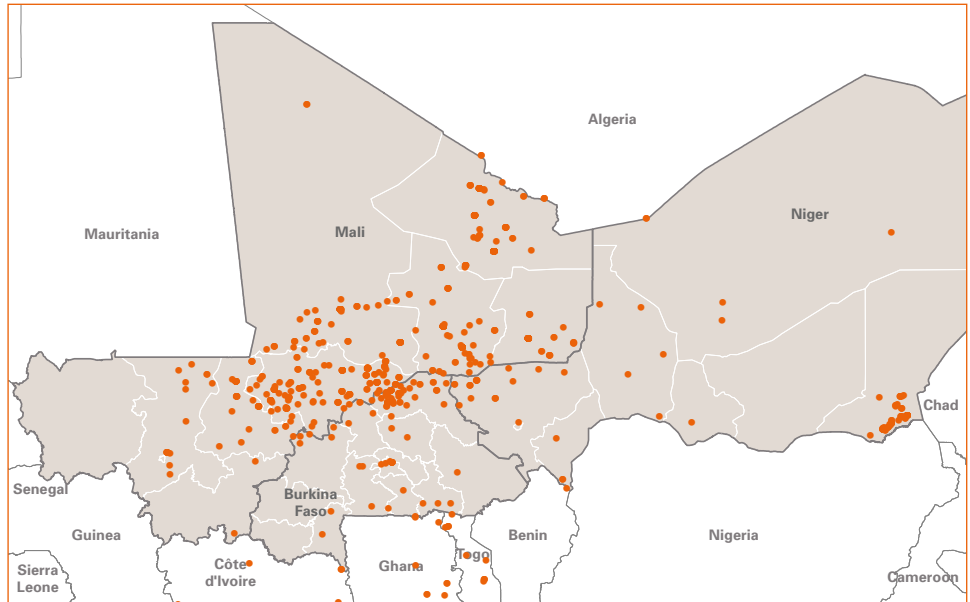 Algeria
Niger
Mauritania
Mali
Chad
Senegal
Burkina
Faso
Guinea
Benin
Nigeria
Togo
Côte
d'Ivoire
Ghana
Sierra
Leone
Cameroon